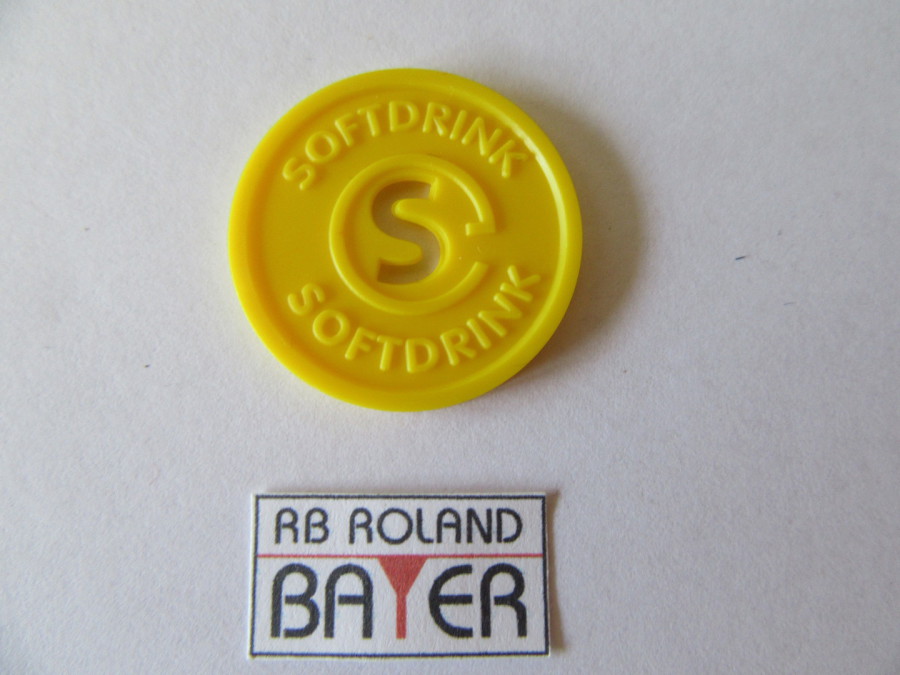 SOFTDRINK
S
SOFTDRINK
RB ROLAND
BAYER